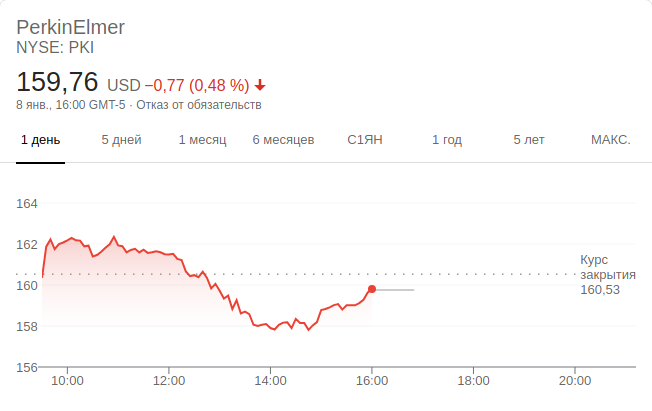 PerkinElmer
NYSE: PKI
159,76 USD −0,77 (0,48 %)
8 янв., 16:00 GMT-5 · Отказ от обязательств
1 день 5 дней 1 месяц 6 месяцев С1ЯН 1 год 5 лет МАКС.
164
162
Курс
закрытия
160,53
160
158
156
10:00 12:00 14:00 16:00 18:00 20:00